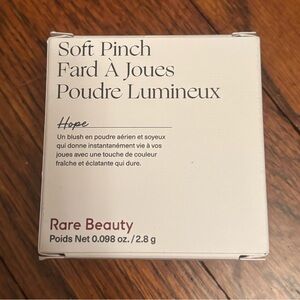 Soft Pinch
Fard À Joues
Poudre Lumineux
Hope
Un blush en poudre aérien et soyeux
qui donne instantanément vie à vos
joues avec une touche de couleur
fraîche et éclatante qui dure.
Rare Beauty
Poids Net 0.098 oz. / 2.8 g